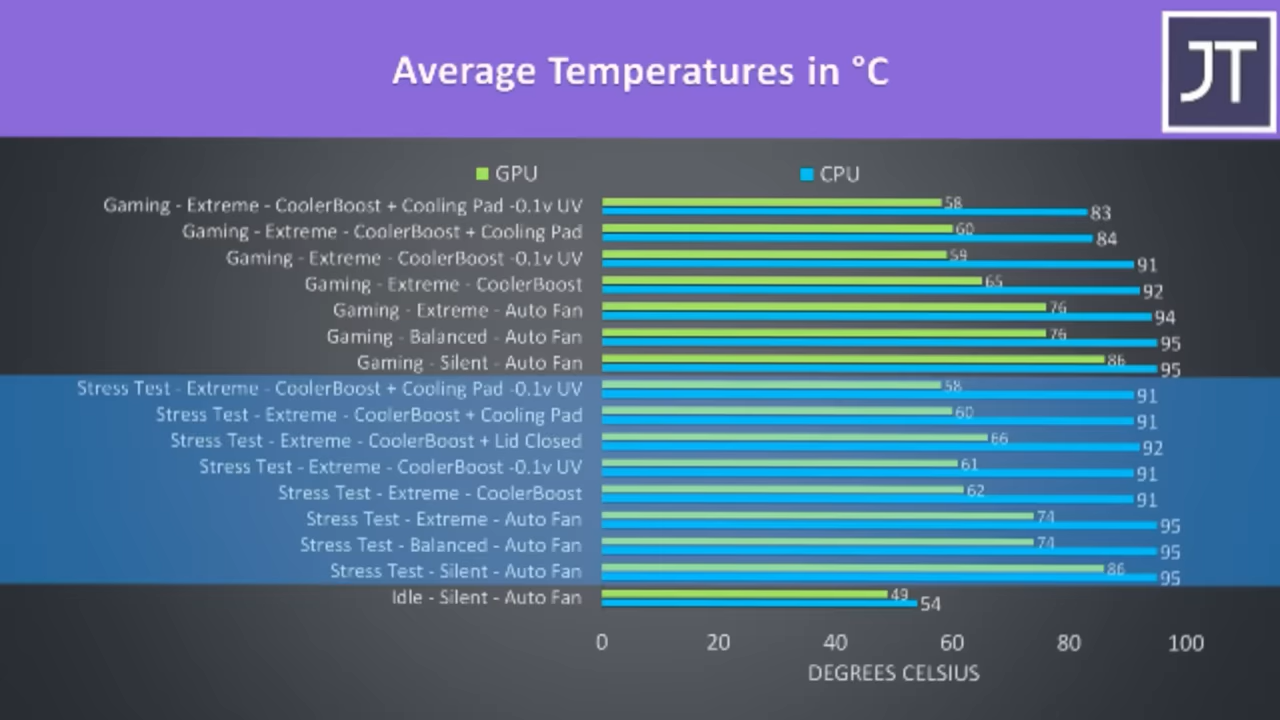 Average Temperatures in °C
JT
GPU CPU
Gaming - Extreme - CoolerBoost + Cooling Pad -0.1v UV 58 83
Gaming - Extreme - CoolerBoost + Cooling Pad 60 84
Gaming - Extreme - CoolerBoost -0.1v UV 59 91
Gaming - Extreme - CoolerBoost 65 92
Gaming - Extreme - Auto Fan 76 94
Gaming - Balanced - Auto Fan 76 95
Gaming - Silent - Auto Fan 86 95
Stress Test - Extreme - CoolerBoost + Cooling Pad -0.1v UV 58 91
Stress Test - Extreme - CoolerBoost + Cooling Pad 60 91
Stress Test - Extreme - CoolerBoost + Lid Closed 66 92
Stress Test - Extreme - CoolerBoost -0.1v UV 61 91
Stress Test - Extreme - CoolerBoost 62 91
Stress Test - Extreme - Auto Fan 74 95
Stress Test - Balanced - Auto Fan 74 95
Stress Test - Silent - Auto Fan 86 95
Idle - Silent - Auto Fan 49 54
0 20 40 60 80 100
DEGREES CELSIUS